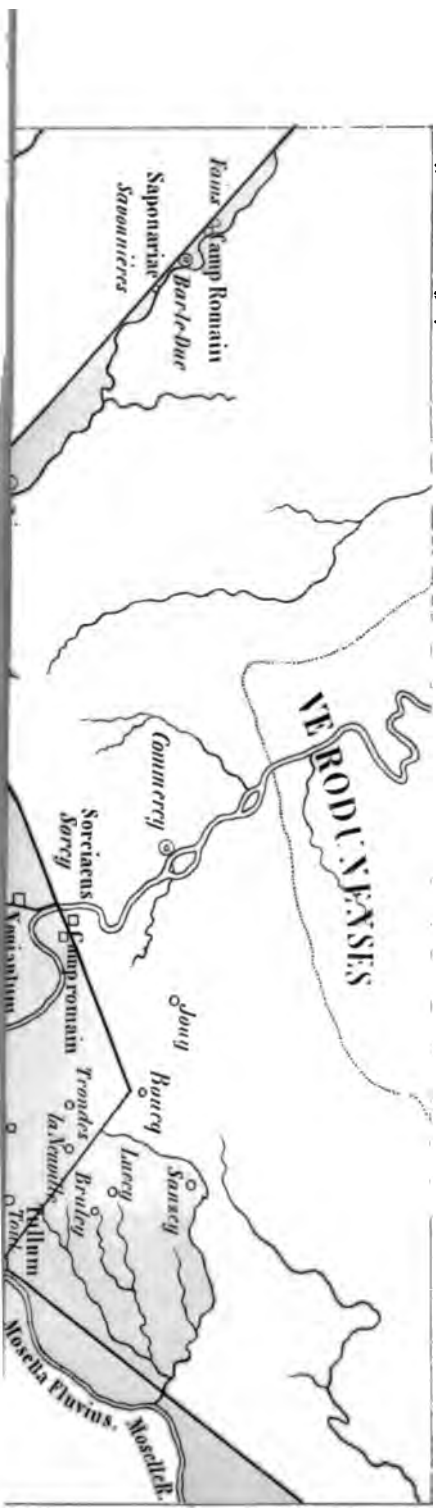 VERODUNENSES
Fains
Camp Romain
Bar-le-Duc
Saponariae
Savonnières
Commercy
Sorciacus
Sorcy
Camp romain
Jouy
Boucq
Trondes
la Neuville
Lucey
Bruley
Sanzey
Tullum
Toul
Mosella Fluvius.
Moselle R.